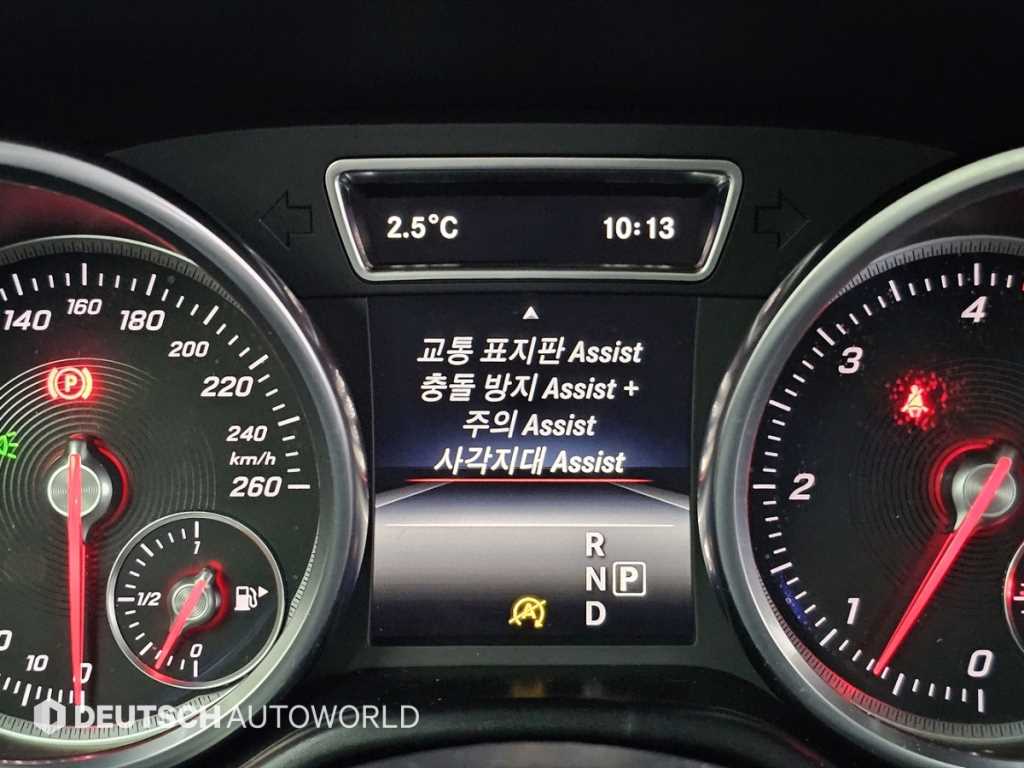 2.5°C 10:13
교통 표지판 Assist
충돌 방지 Assist +
주의 Assist
사각지대 Assist
R
N P
D
A
140 160 180 200 220 240 km/h 260
P
1
1/2
0
10 0
4
3
2
1
0
DEUTSCH AUTOWORLD